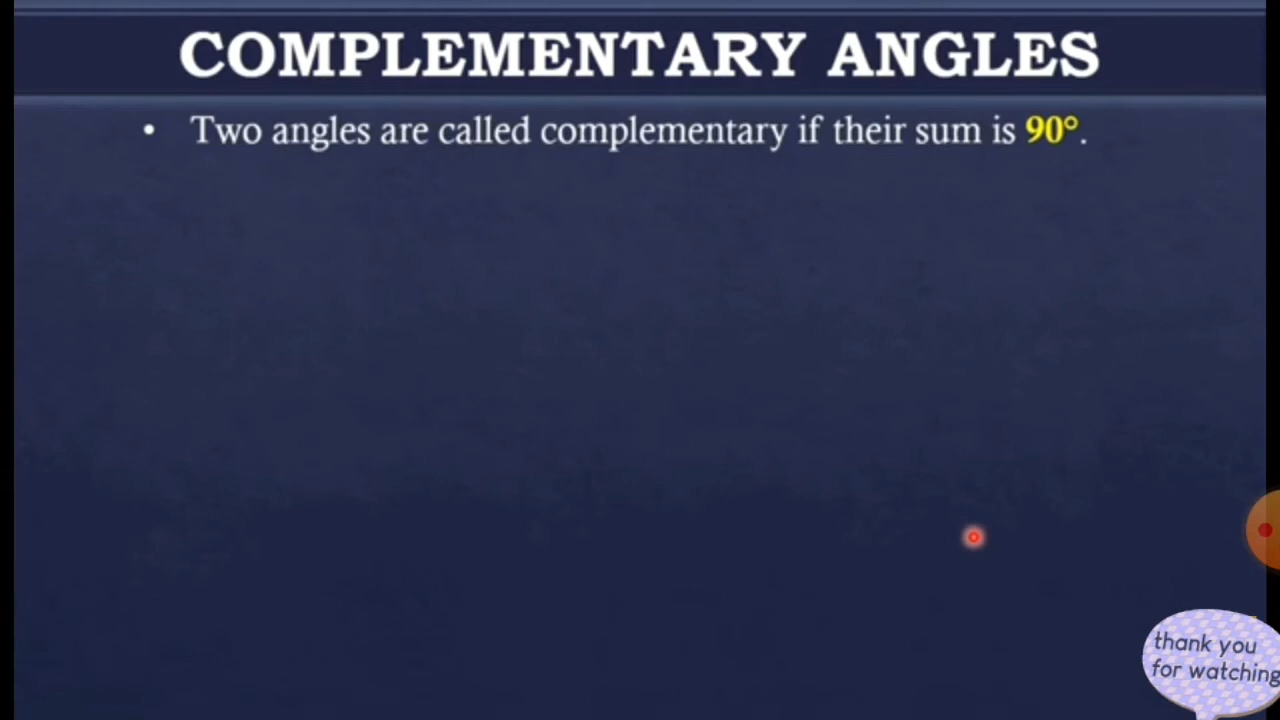 COMPLEMENTARY ANGLES
• Two angles are called complementary if their sum is 90°.
thank you
for watching